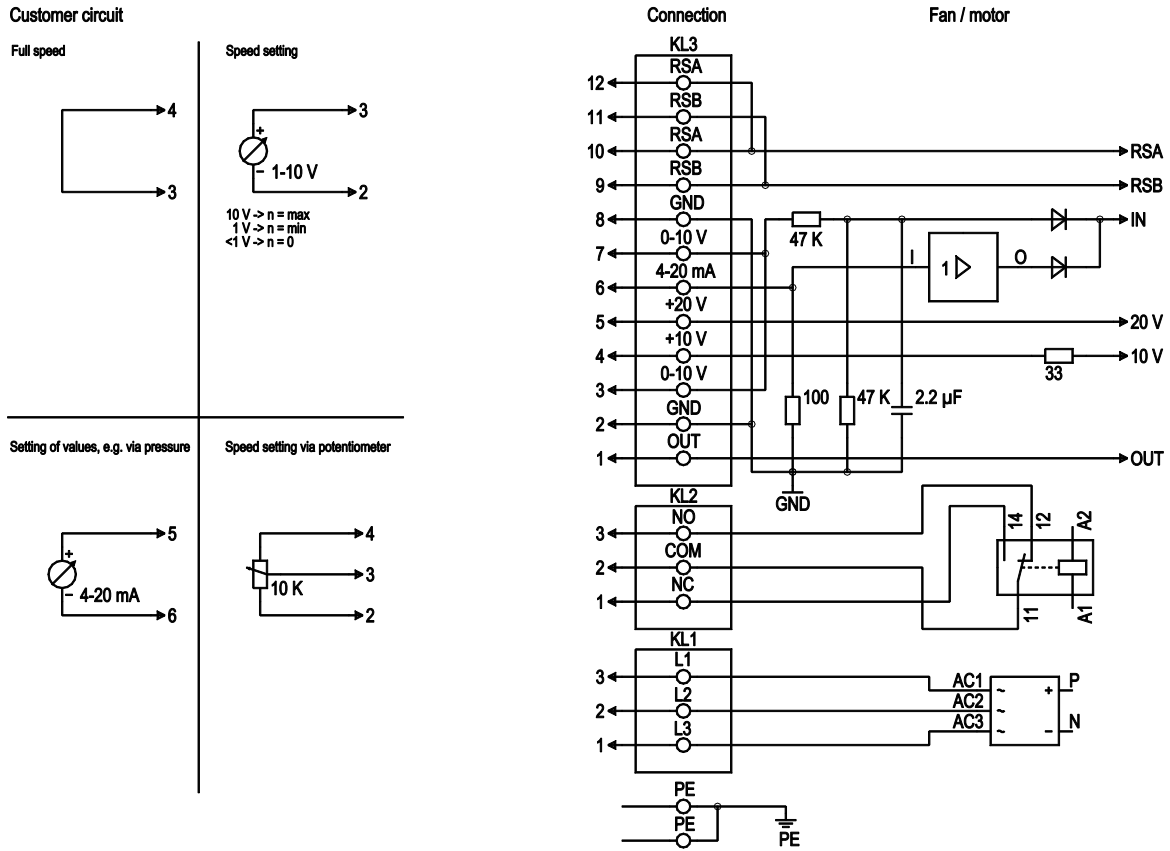 Customer circuit
Connection
Fan / motor
Full speed
4
3
Speed setting
3
+
− 1-10 V
2
10 V -> n = max
1 V -> n = min
<1 V -> n = 0
Setting of values, e.g. via pressure
5
+
− 4-20 mA
6
Speed setting via potentiometer
4
3
10 K
2
KL3
12 RSA
11 RSB
10 RSA RSA
9 RSB RSB
8 GND 47 K IN
7 0-10 V I 1 O
6 4-20 mA
5 +20 V 20 V
4 +10 V 33 10 V
3 0-10 V 100 47 K 2.2 µF
2 GND
1 OUT OUT
GND
KL2
3 NO
2 COM
1 NC
14 12 A2
11 A1
KL1
3 L1 AC1 ~ + P
2 L2 AC2 ~
1 L3 AC3 ~ − N
PE
PE
PE